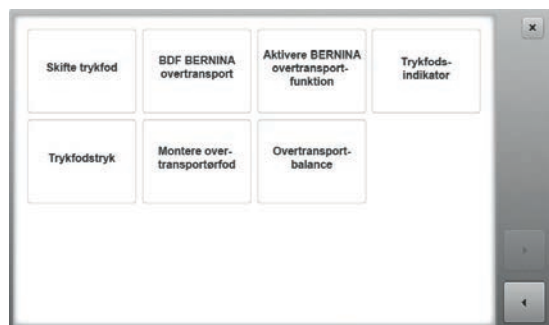 Skifte trykfod
BDF BERNINA
overtransport
Aktivere BERNINA
overtransport-
funktion
Trykfods-
indikator
Trykfodstryk
Montere over-
transportørfod
Overtransport-
balance